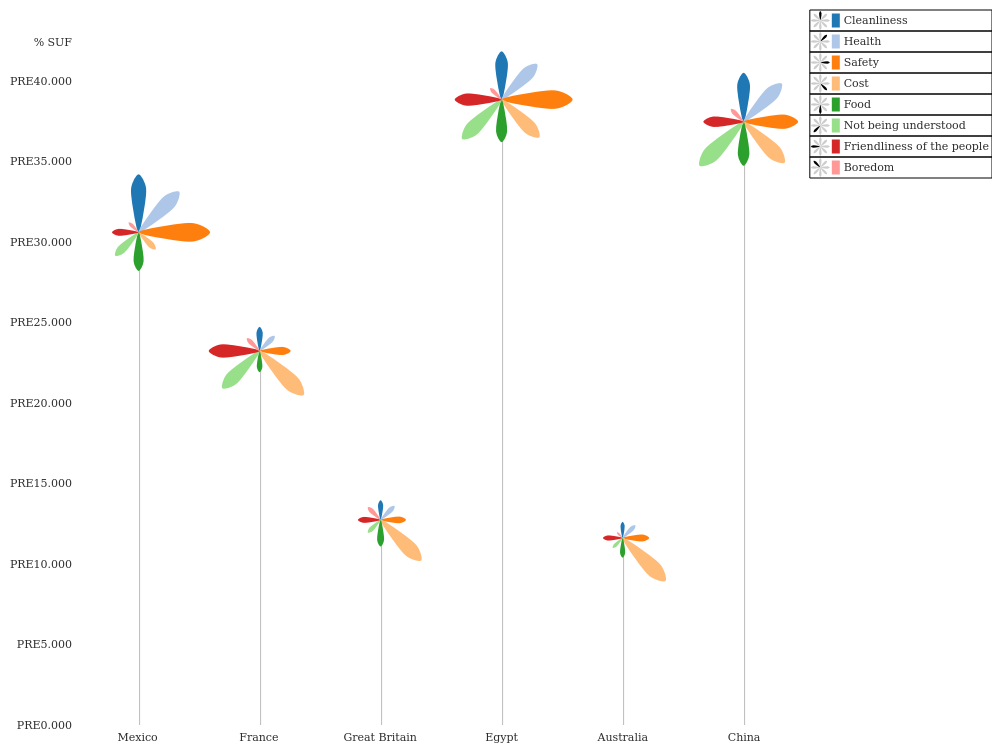 % SUF
PRE40.000
PRE35.000
PRE30.000
PRE25.000
PRE20.000
PRE15.000
PRE10.000
PRE5.000
PRE0.000
Mexico
France
Great Britain
Egypt
Australia
China
Cleanliness
Health
Safety
Cost
Food
Not being understood
Friendliness of the people
Boredom